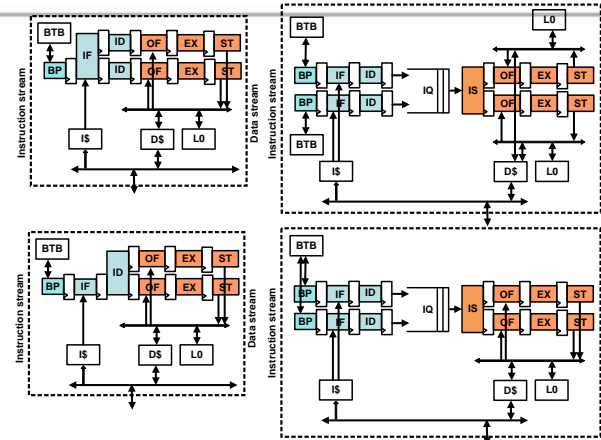 BTB
BP
IF
ID
OF
EX
ST
ID
OF
EX
ST
I$
D$
L0
Instruction stream
Data stream
L0
BTB
BP
IF
ID
BP
IF
ID
BTB
IQ
IS
OF
EX
ST
OF
EX
ST
I$
D$
L0
Instruction stream
BTB
BP
IF
ID
OF
EX
ST
OF
EX
ST
I$
D$
L0
Instruction stream
Data stream
BTB
BP
IF
ID
BP
IF
ID
IQ
IS
OF
EX
ST
OF
EX
ST
I$
D$
L0
Instruction stream